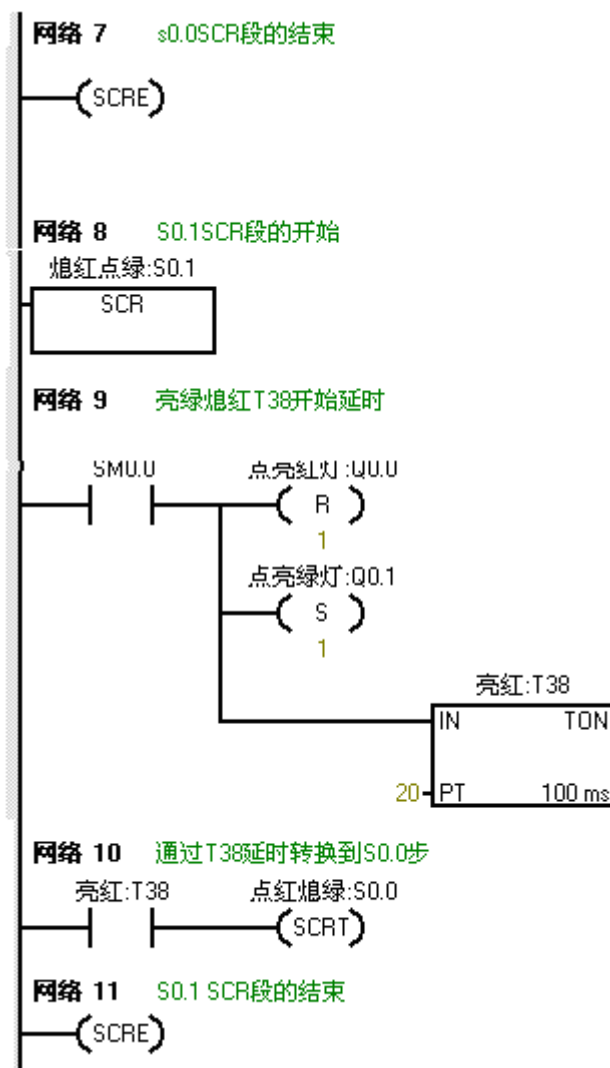 网络 7 s0.0SCR段的结束
SCRE
网络 8 S0.1SCR段的开始
熄红点绿:S0.1
SCR
网络 9 亮绿熄红T38开始延时
SM0.0 点亮红灯:Q0.0
R
1
点亮绿灯:Q0.1
S
1
亮红:T38
IN TON
20 PT 100 ms
网络 10 通过T38延时转换到S0.0步
亮红:T38 点红熄绿:S0.0
SCRT
网络 11 S0.1 SCR段的结束
SCRE